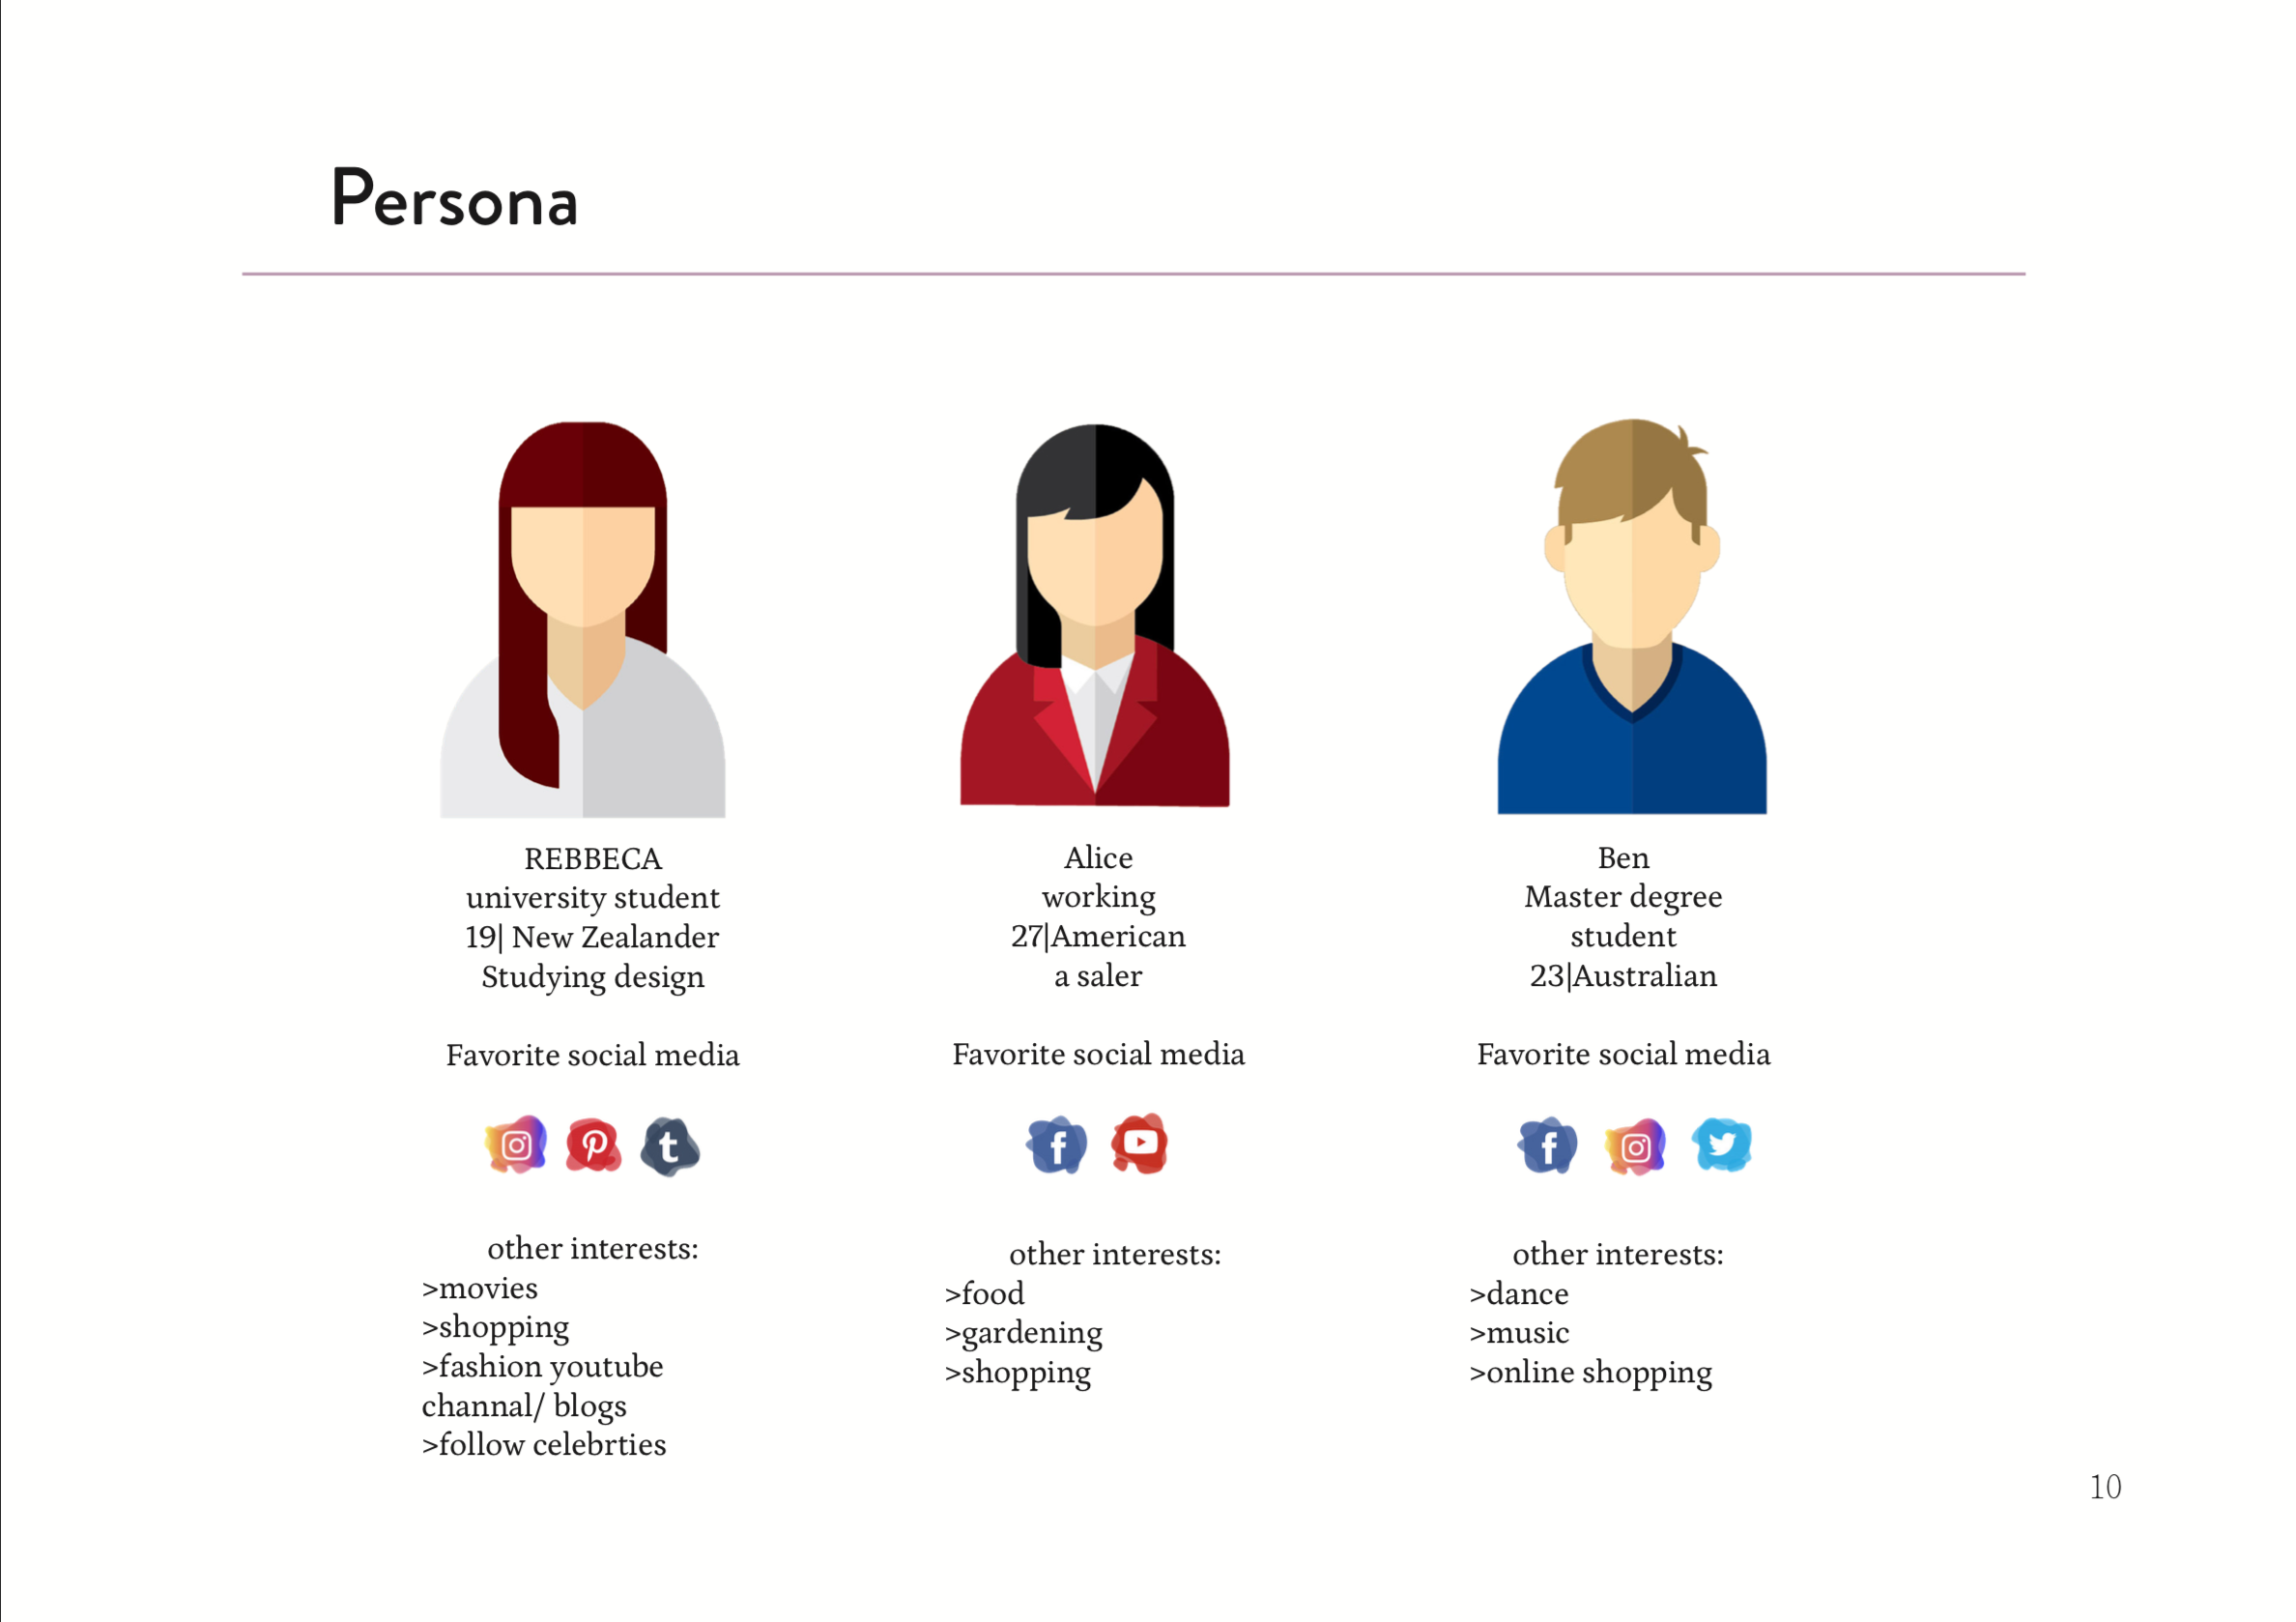 Persona
REBBECA
university student
19| New Zealander
Studying design
Favorite social media
other interests:
>movies
>shopping
>fashion youtube
channal/ blogs
>follow celebrties
Alice
working
27|American
a saler
Favorite social media
other interests:
>food
>gardening
>shopping
Ben
Master degree
student
23|Australian
Favorite social media
other interests:
>dance
>music
>online shopping
10